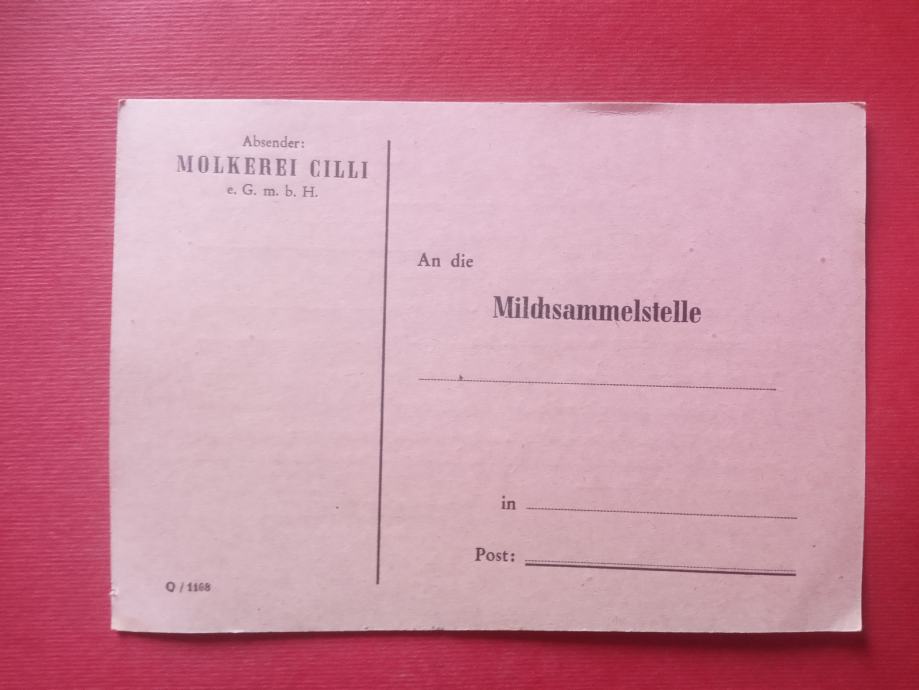 Absender:
MOLKEREI CILLI
e. G. m. b. H.
An die
Milchsammelstelle
in
Post:
Q / 1168